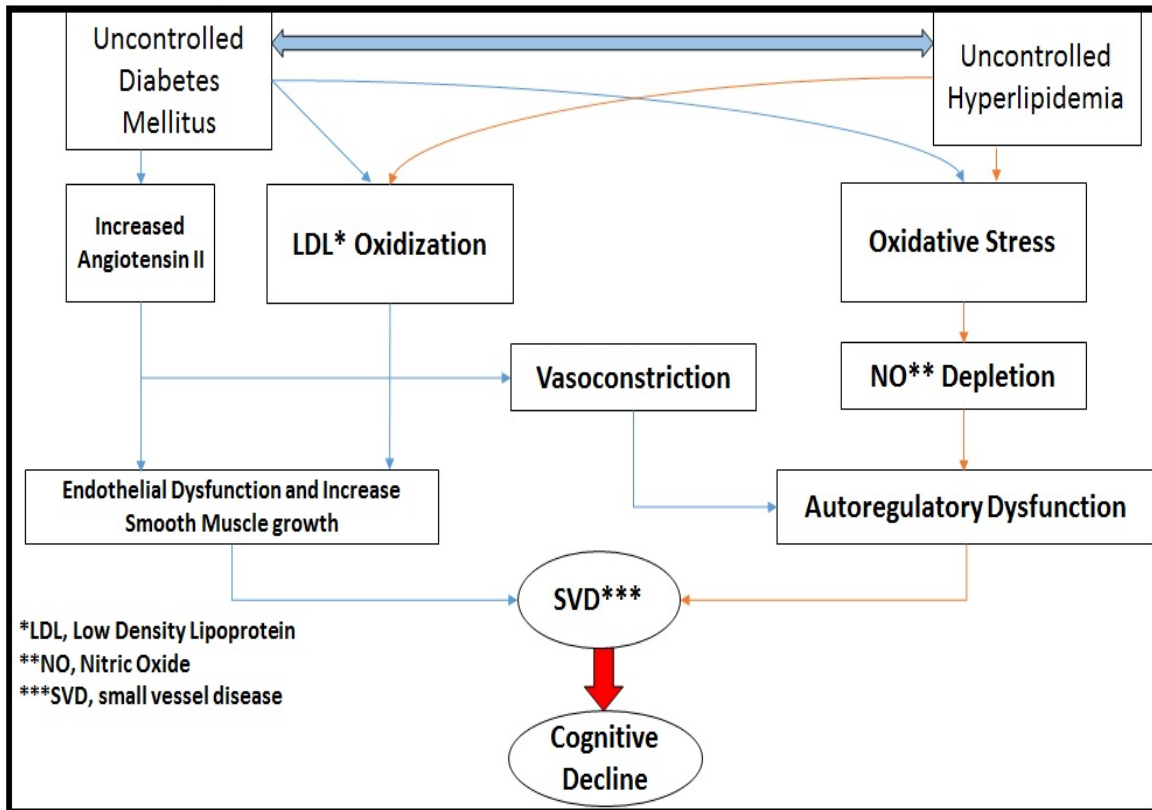 Uncontrolled
Diabetes
Mellitus
Uncontrolled
Hyperlipidemia
Increased
Angiotensin II
LDL* Oxidization
Oxidative Stress
Vasoconstriction
NO** Depletion
Endothelial Dysfunction and Increase
Smooth Muscle growth
Autoregulatory Dysfunction
SVD***
*LDL, Low Density Lipoprotein
**NO, Nitric Oxide
***SVD, small vessel disease
Cognitive
Decline